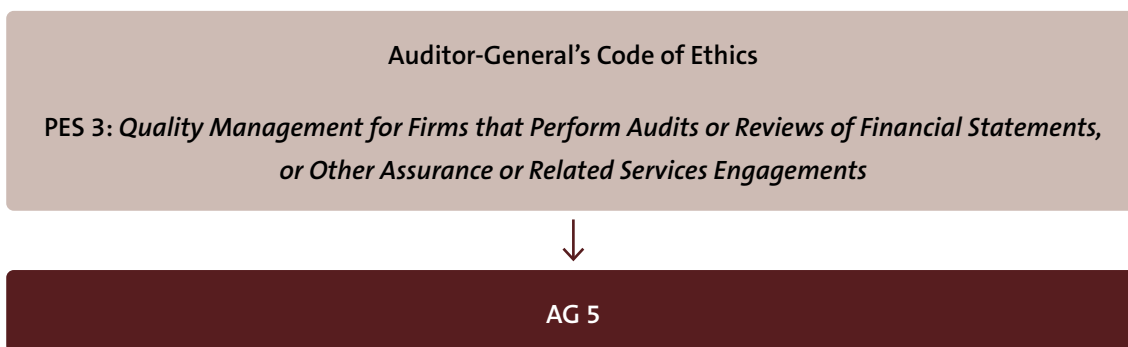 Auditor-General’s Code of Ethics
PES 3: Quality Management for Firms that Perform Audits or Reviews of Financial Statements,
or Other Assurance or Related Services Engagements
AG 5